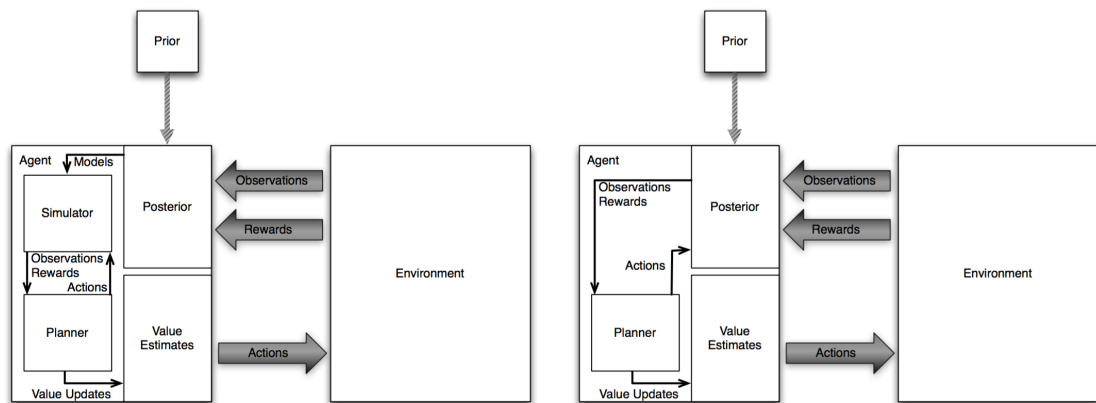 Prior
Agent
Models
Simulator
Posterior
Observations
Rewards
Observations
Rewards
Actions
Environment
Planner
Value
Estimates
Actions
Value Updates
Prior
Agent
Observations
Rewards
Posterior
Observations
Rewards
Actions
Environment
Planner
Value
Estimates
Actions
Value Updates